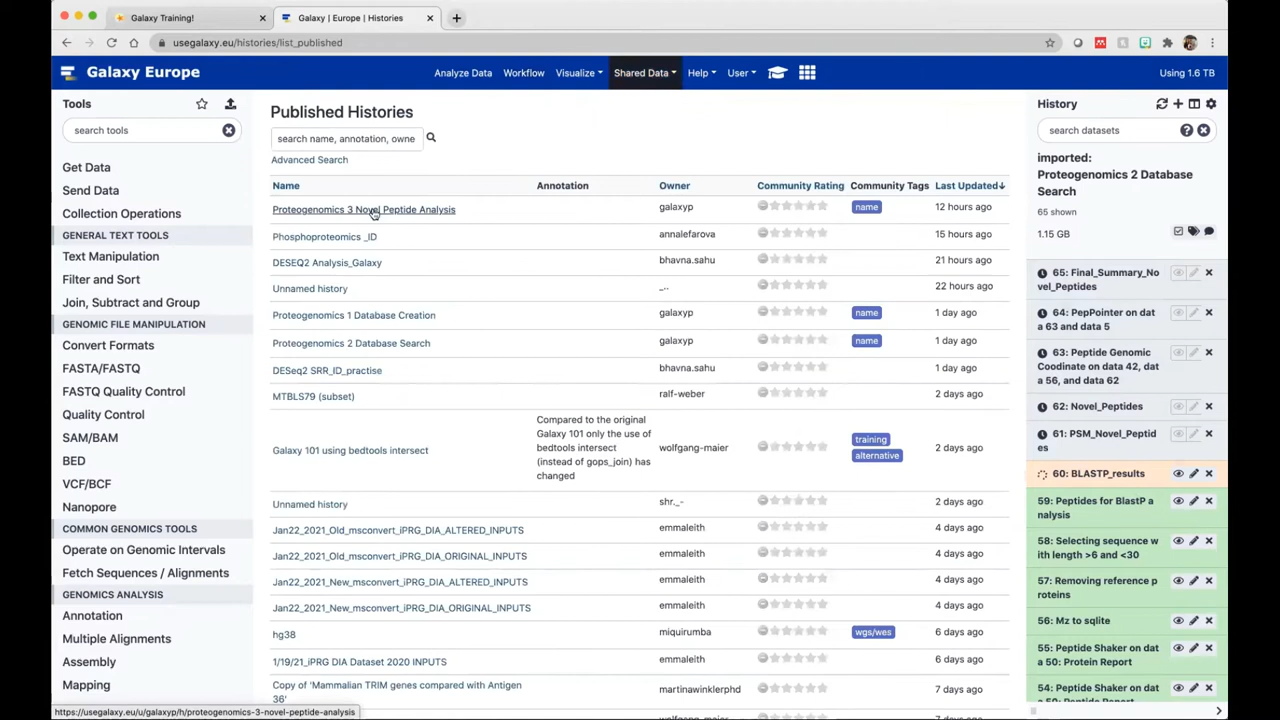 Galaxy Training!
Galaxy | Europe | Histories
usegalaxy.eu/histories/list_published
Galaxy Europe
Analyze Data Workflow Visualize Shared Data Help User Using 1.6 TB
Tools
search tools
Get Data
Send Data
Collection Operations
GENERAL TEXT TOOLS
Text Manipulation
Filter and Sort
Join, Subtract and Group
GENOMIC FILE MANIPULATION
Convert Formats
FASTA/FASTQ
FASTQ Quality Control
Quality Control
SAM/BAM
BED
VCF/BCF
Nanopore
COMMON GENOMICS TOOLS
Operate on Genomic Intervals
Fetch Sequences / Alignments
GENOMICS ANALYSIS
Annotation
Multiple Alignments
Assembly
Mapping
Published Histories
search name, annotation, owne
Advanced Search
Name Annotation Owner Community Rating Community Tags Last Updated↓
Proteogenomics 3 Novel Peptide Analysis galaxyp name 12 hours ago
Phosphoproteomics _ID annalefarova 15 hours ago
DESEQ2 Analysis_Galaxy bhavna.sahu 21 hours ago
Unnamed history _.. 22 hours ago
Proteogenomics 1 Database Creation galaxyp name 1 day ago
Proteogenomics 2 Database Search galaxyp name 1 day ago
DESeq2 SRR_ID_practise bhavna.sahu 1 day ago
MTBLS79 (subset) ralf-weber 2 days ago
Galaxy 101 using bedtools intersect
Compared to the original
Galaxy 101 only the use of
bedtools intersect
(instead of gops_join) has
changed
wolfgang-maier
training
alternative
2 days ago
Unnamed history shr._- 2 days ago
Jan22_2021_Old_msconvert_iPRG_DIA_ALTERED_INPUTS emmaleith 4 days ago
Jan22_2021_Old_msconvert_iPRG_DIA_ORIGINAL_INPUTS emmaleith 4 days ago
Jan22_2021_New_msconvert_iPRG_DIA_ALTERED_INPUTS emmaleith 4 days ago
Jan22_2021_New_msconvert_iPRG_DIA_ORIGINAL_INPUTS emmaleith 4 days ago
hg38 miquirumba wgs/wes 6 days ago
1/19/21_iPRG DIA Dataset 2020 INPUTS emmaleith 6 days ago
Copy of 'Mammalian TRIM genes compared with Antigen
36' martinawinklerphd 7 days ago
History
search datasets
imported:
Proteogenomics 2 Database
Search
65 shown
1.15 GB
65: Final_Summary_No
vel_Peptides
64: PepPointer on dat
a 63 and data 5
63: Peptide Genomic
Coodinate on data 42, dat
a 56, and data 62
62: Novel_Peptides
61: PSM_Novel_Peptid
es
60: BLASTP_results
59: Peptides for BlastP a
nalysis
58: Selecting sequence w
ith length >6 and <30
57: Removing reference p
roteins
56: Mz to sqlite
55: Peptide Shaker on dat
a 50: Protein Report
54: Peptide Shaker on dat
https://usegalaxy.eu/u/galaxyp/h/proteogenomics-3-novel-peptide-analysis